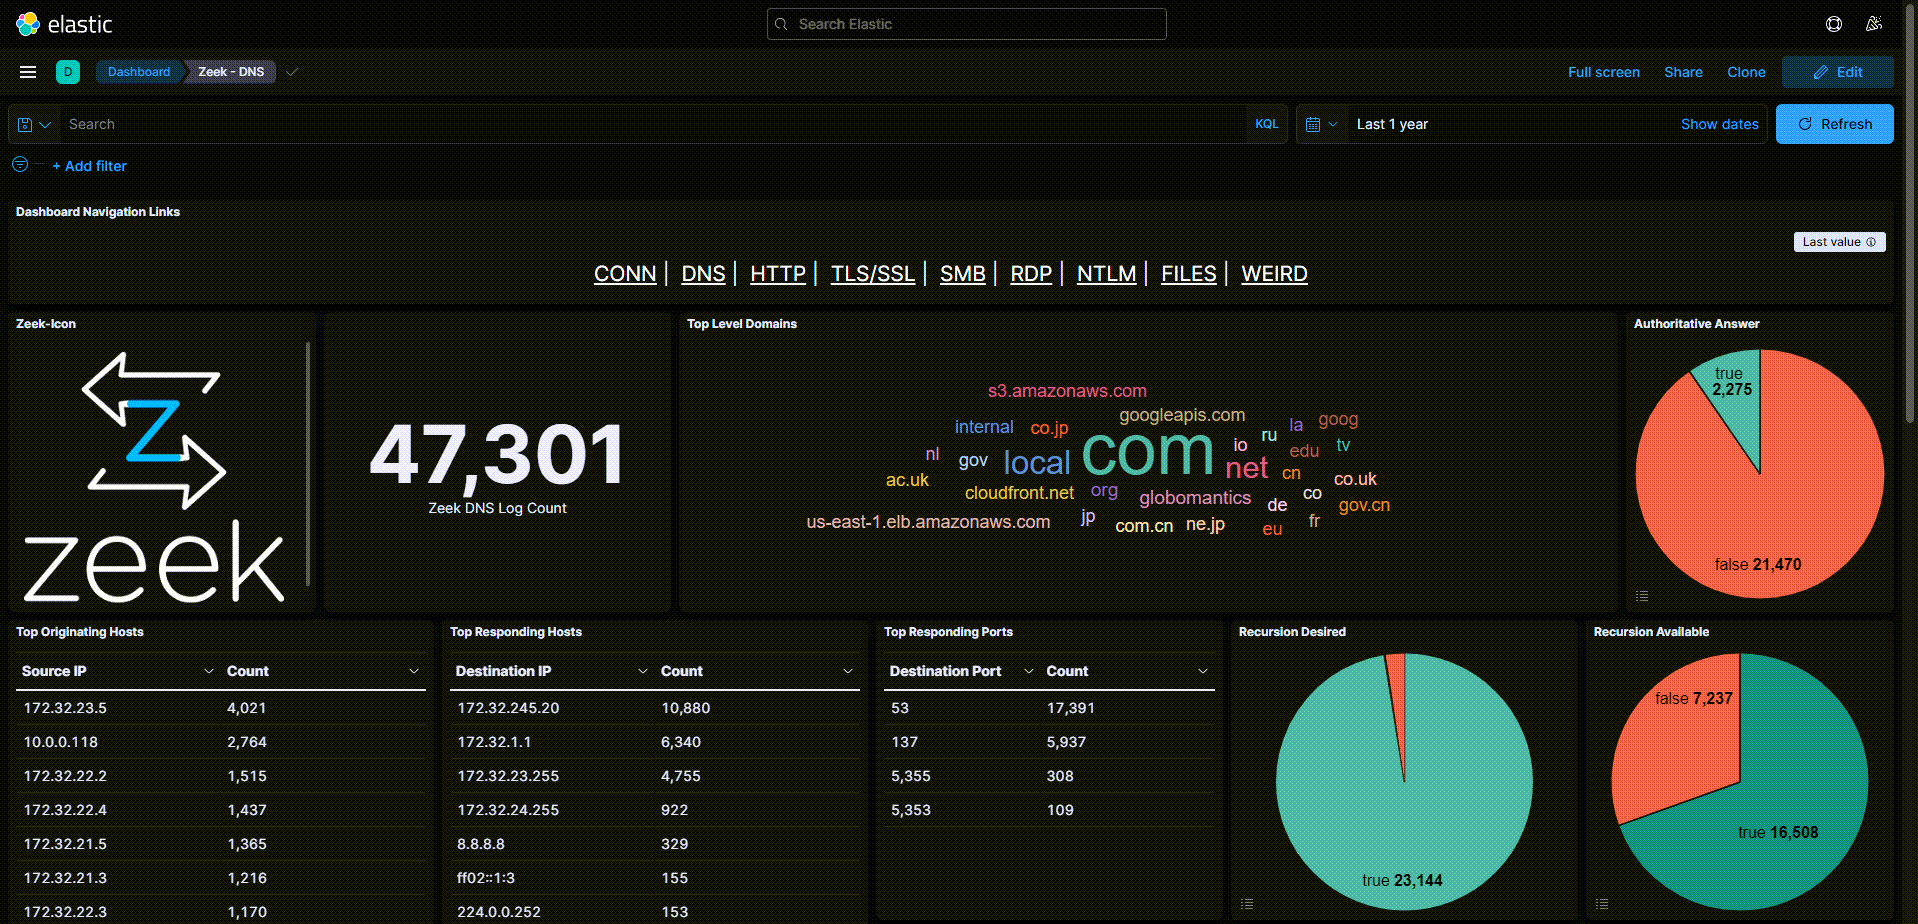 elastic
Search Elastic
D
Dashboard
Zeek - DNS
Full screen
Share
Clone
Edit
Search
KQL
Last 1 year
Show dates
Refresh
+ Add filter
Dashboard Navigation Links
Last value
CONN | DNS | HTTP | TLS/SSL | SMB | RDP | NTLM | FILES | WEIRD
Zeek-Icon
zeek
47,301
Zeek DNS Log Count
Top Level Domains
s3.amazonaws.com
googleapis.com
internal co.jp com io ru la goog
nl gov local net edu tv
ac.uk cn co.uk
cloudfront.net org globomantics de co gov.cn
us-east-1.elb.amazonaws.com jp com.cn ne.jp eu fr
Authoritative Answer
true
2,275
false 21,470
Top Originating Hosts
Source IP Count
172.32.23.5 4,021
10.0.0.118 2,764
172.32.22.2 1,515
172.32.22.4 1,437
172.32.21.5 1,365
172.32.21.3 1,216
172.32.22.3 1,170
Top Responding Hosts
Destination IP Count
172.32.245.20 10,880
172.32.1.1 6,340
172.32.23.255 4,755
172.32.24.255 922
8.8.8.8 329
ff02::1:3 155
224.0.0.252 153
Top Responding Ports
Destination Port Count
53 17,391
137 5,937
5,355 308
5,353 109
Recursion Desired
true 23,144
Recursion Available
false 7,237
true 16,508